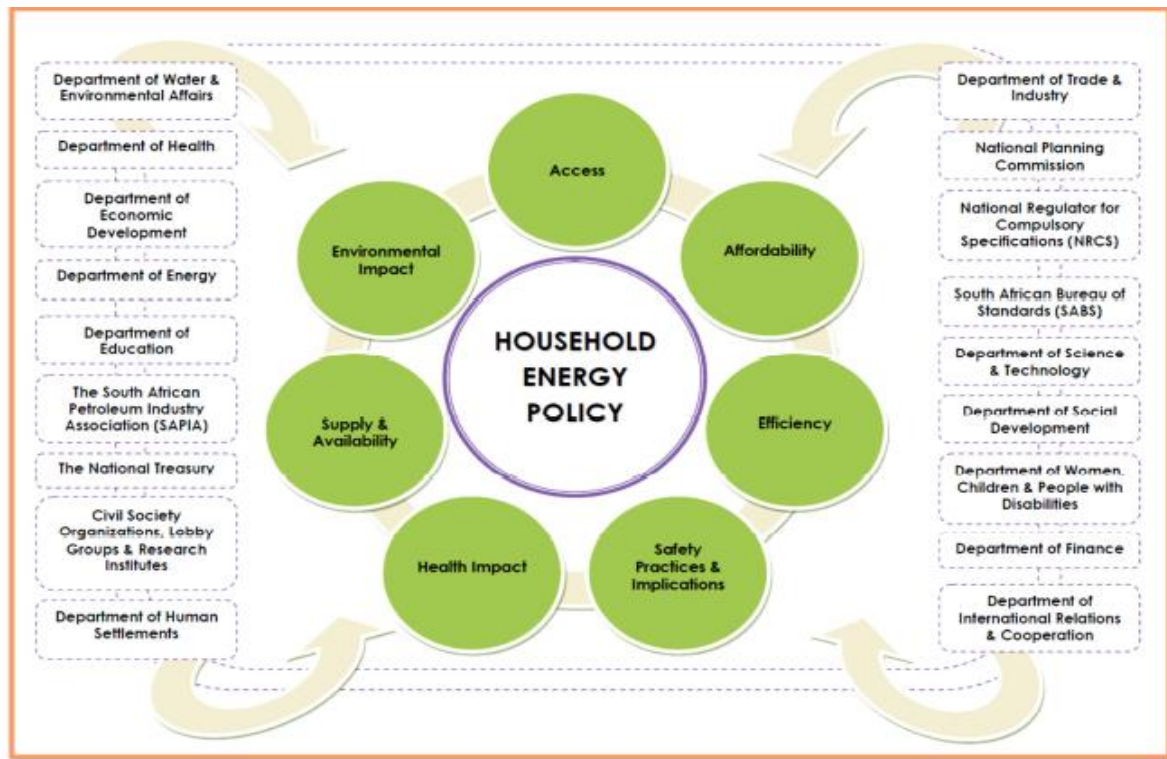 Department of Water &
Environmental Affairs
Department of Health
Department of
Economic
Development
Department of Energy
Department of
Education
The South African
Petroleum Industry
Association (SAPIA)
The National Treasury
Civil Society
Organizations, Lobby
Groups & Research
Institutes
Department of Human
Settlements
Access
Environmental
Impact
Affordability
HOUSEHOLD
ENERGY
POLICY
Supply &
Availability
Efficiency
Health Impact
Safety
Practices &
Implications
Department of Trade &
Industry
National Planning
Commission
National Regulator for
Compulsory
Specifications (NRCS)
South African Bureau of
Standards (SABS)
Department of Science
& Technology
Department of Social
Development
Department of Women,
Children & People with
Disabilities
Department of Finance
Department of
International Relations
& Cooperation